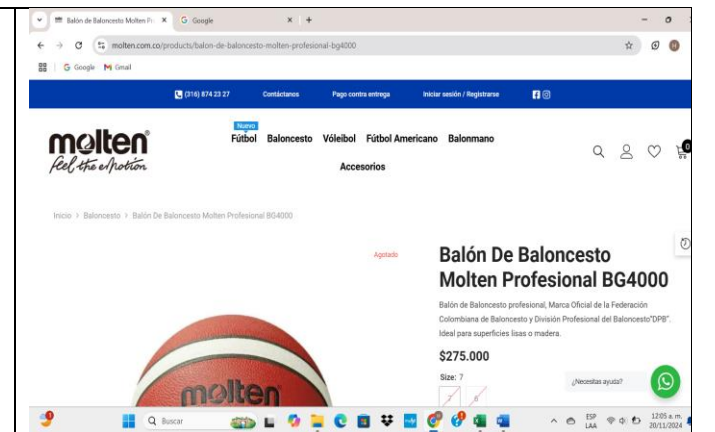 Balón de Baloncesto Molten Pr
Google
molten.com.co/products/balon-de-baloncesto-molten-profesional-bg4000
Google
Gmail
(316) 874 23 27
Contáctanos
Pago contra entrega
Iniciar sesión / Registrarse
Nuevo
Fútbol
Baloncesto
Vóleibol
Fútbol Americano
Balonmano
Accesorios
molten
feel the emotion
0
Inicio > Baloncesto > Balón De Baloncesto Molten Profesional BG4000
Agotado
Balón De Baloncesto
Molten Profesional BG4000
Balón de Baloncesto profesional, Marca Oficial de la Federación
Colombiana de Baloncesto y División Profesional del Baloncesto"DPB".
Ideal para superficies lisas o madera.
$275.000
Size: 7
7
6
molten
¿Necesitas ayuda?
Buscar
ESP
LAA
12:05 a. m.
20/11/2024